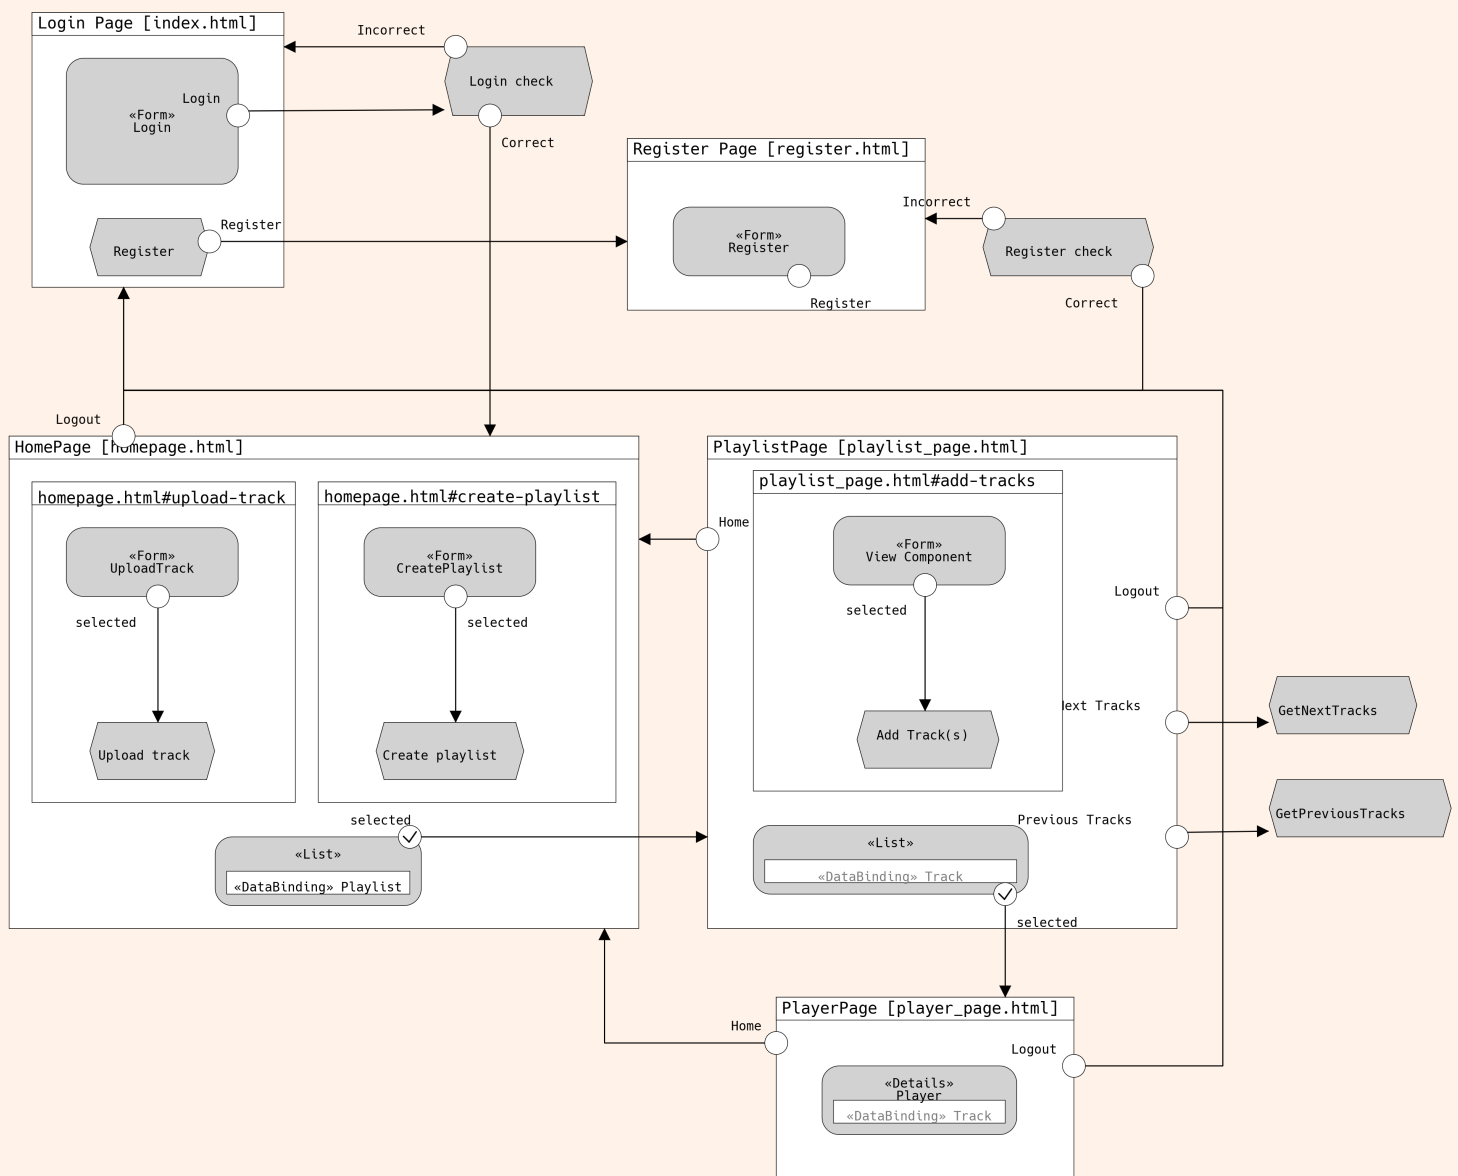 Login Page [index.html]
Incorrect
Login check
Login
«Form»
Login
Correct
Register Page [register.html]
Incorrect
Register
Register
«Form»
Register
Register check
Register
Correct
Logout
HomePage [homepage.html]
PlaylistPage [playlist_page.html]
homepage.html#upload-track
homepage.html#create-playlist
playlist_page.html#add-tracks
Home
«Form»
UploadTrack
«Form»
CreatePlaylist
«Form»
View Component
Logout
selected
selected
selected
Next Tracks
GetNextTracks
Upload track
Create playlist
Add Track(s)
selected
Previous Tracks
GetPreviousTracks
«List»
«DataBinding» Playlist
«List»
«DataBinding» Track
selected
PlayerPage [player_page.html]
Home
Logout
«Details»
Player
«DataBinding» Track